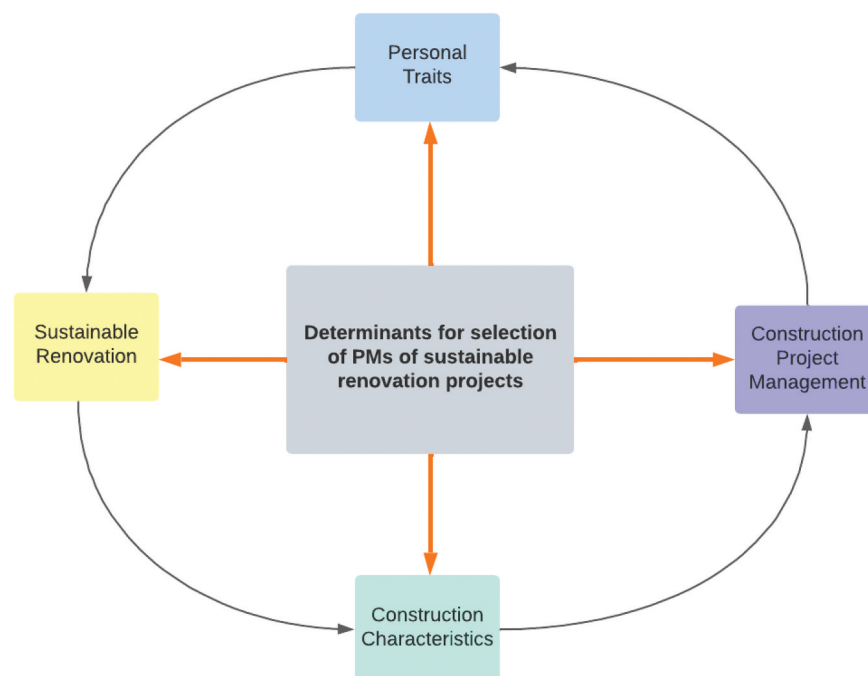 Personal
Traits
Sustainable
Renovation
Determinants for selection
of PMs of sustainable
renovation projects
Construction
Project
Management
Construction
Characteristics